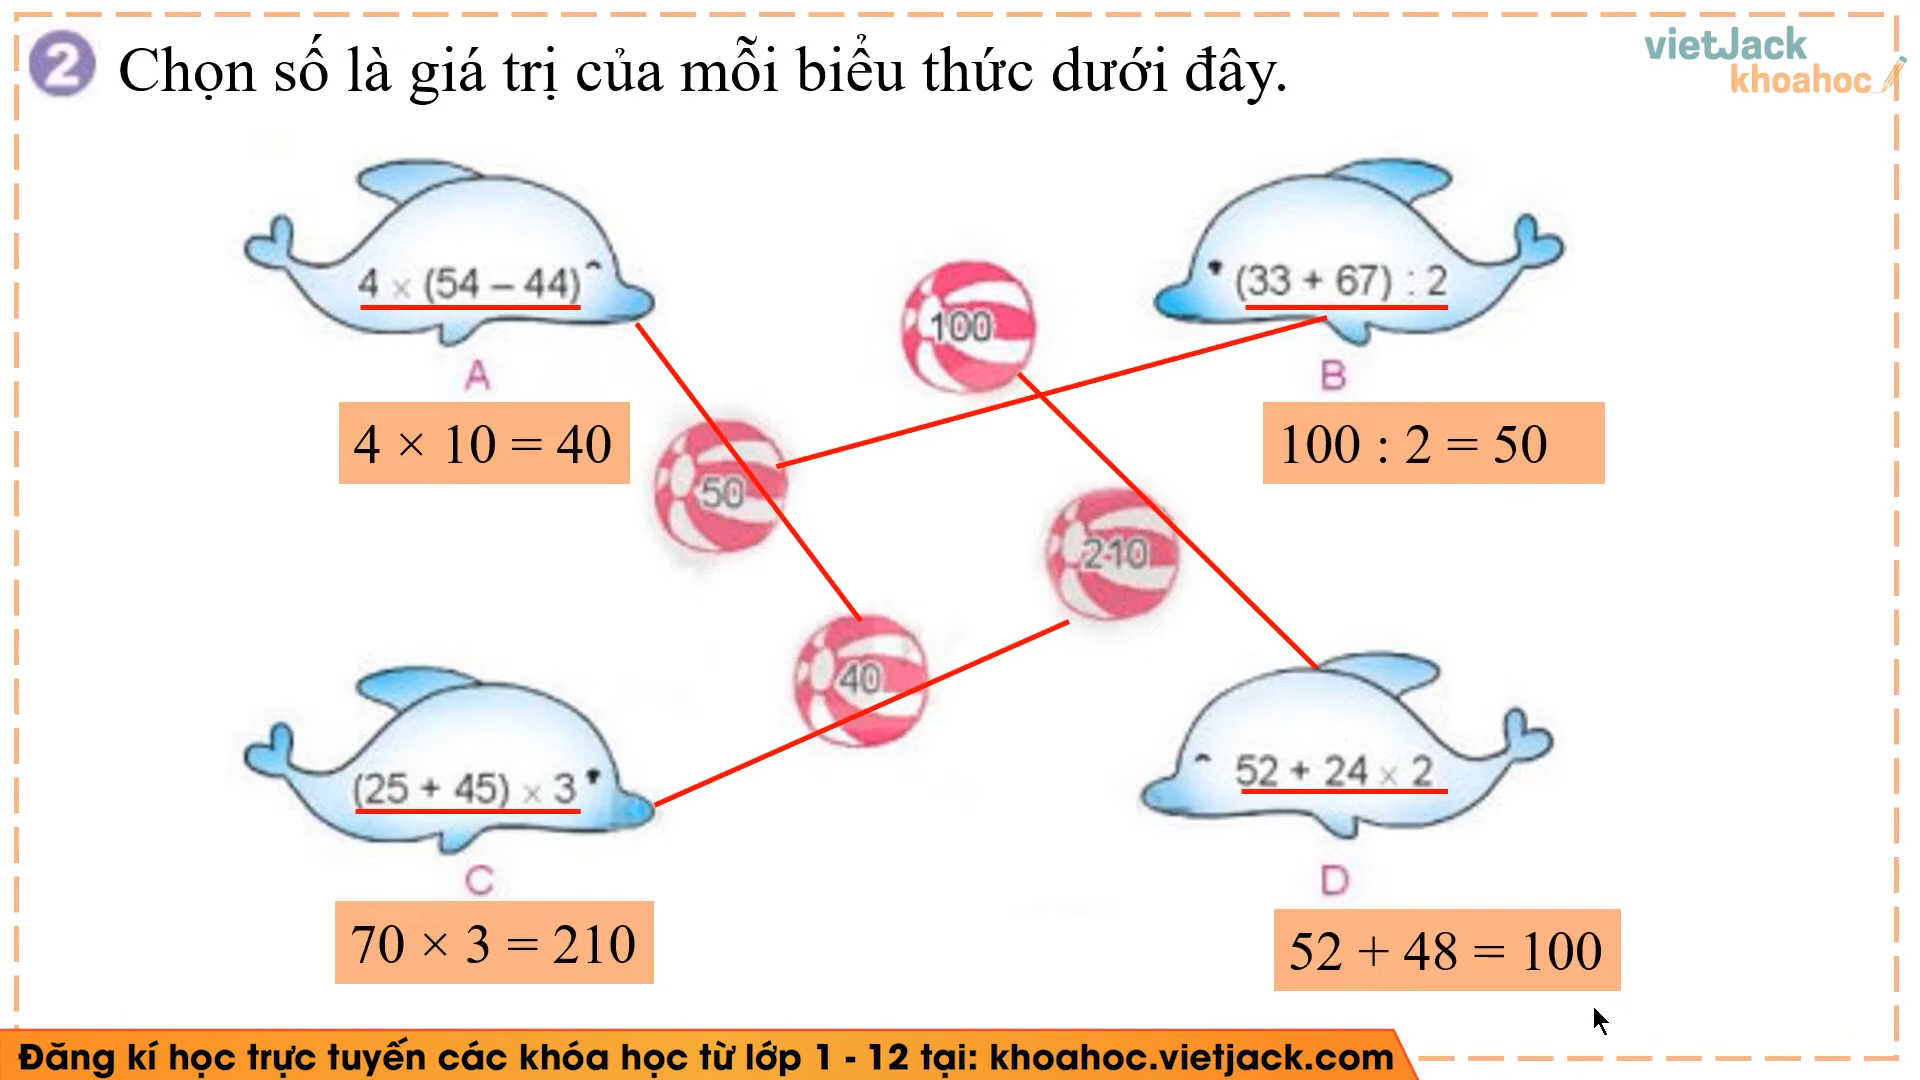 2 Chọn số là giá trị của mỗi biểu thức dưới đây.
vietJack
khoahoc
4 × (54 – 44)
100
(33 + 67) : 2
A
B
4 × 10 = 40
50
100 : 2 = 50
210
40
(25 + 45) × 3
52 + 24 × 2
C
D
70 × 3 = 210
52 + 48 = 100
Đăng kí học trực tuyến các khóa học từ lớp 1 - 12 tại: khoahoc.vietjack.com